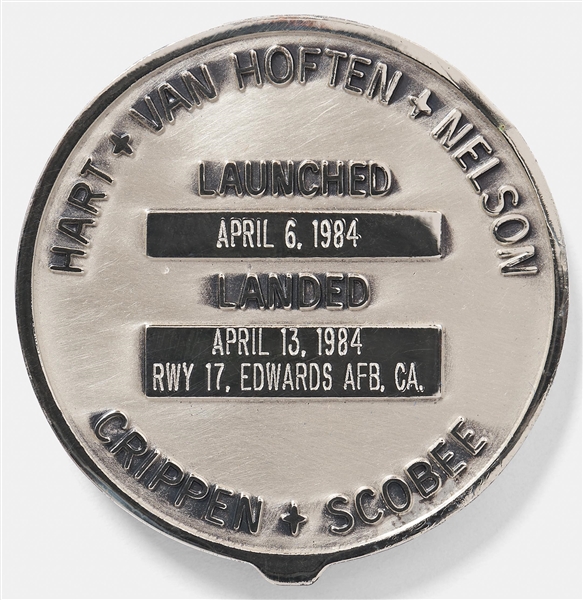 HART + VAN HOFTEN + NELSON
LAUNCHED
APRIL 6, 1984
LANDED
APRIL 13, 1984
RWY 17, EDWARDS AFB, CA.
CRIPPEN + SCOBEE